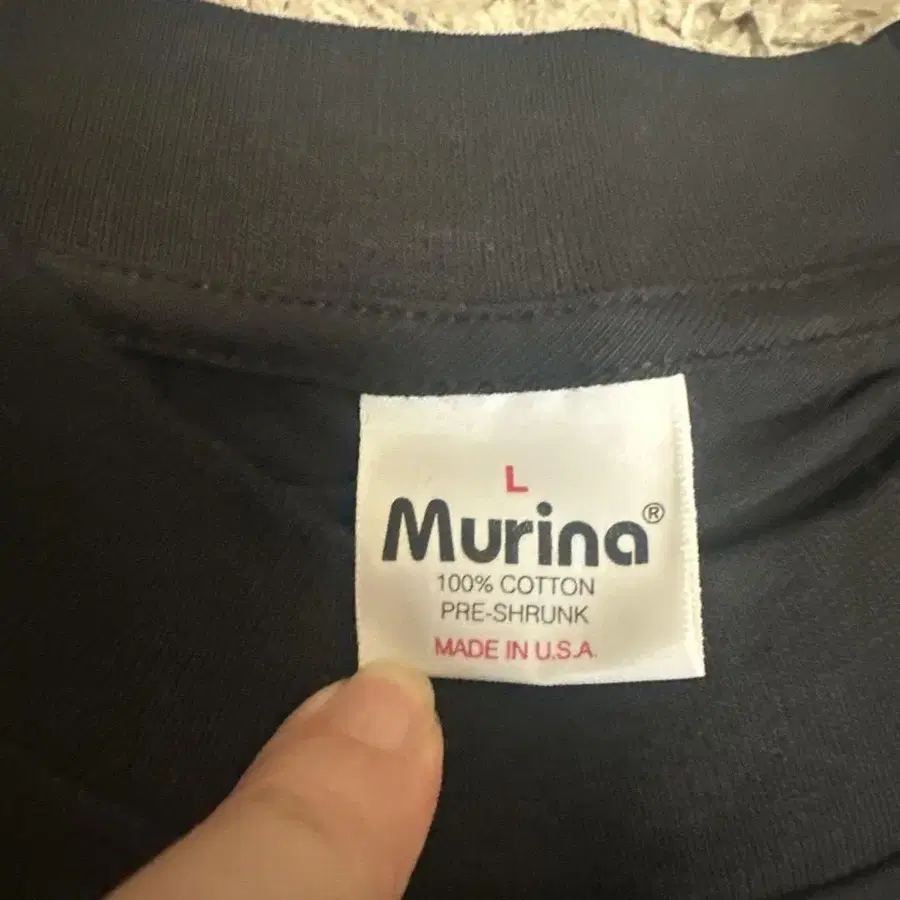 L
Murina®
100% COTTON
PRE-SHRUNK
MADE IN U.S.A.